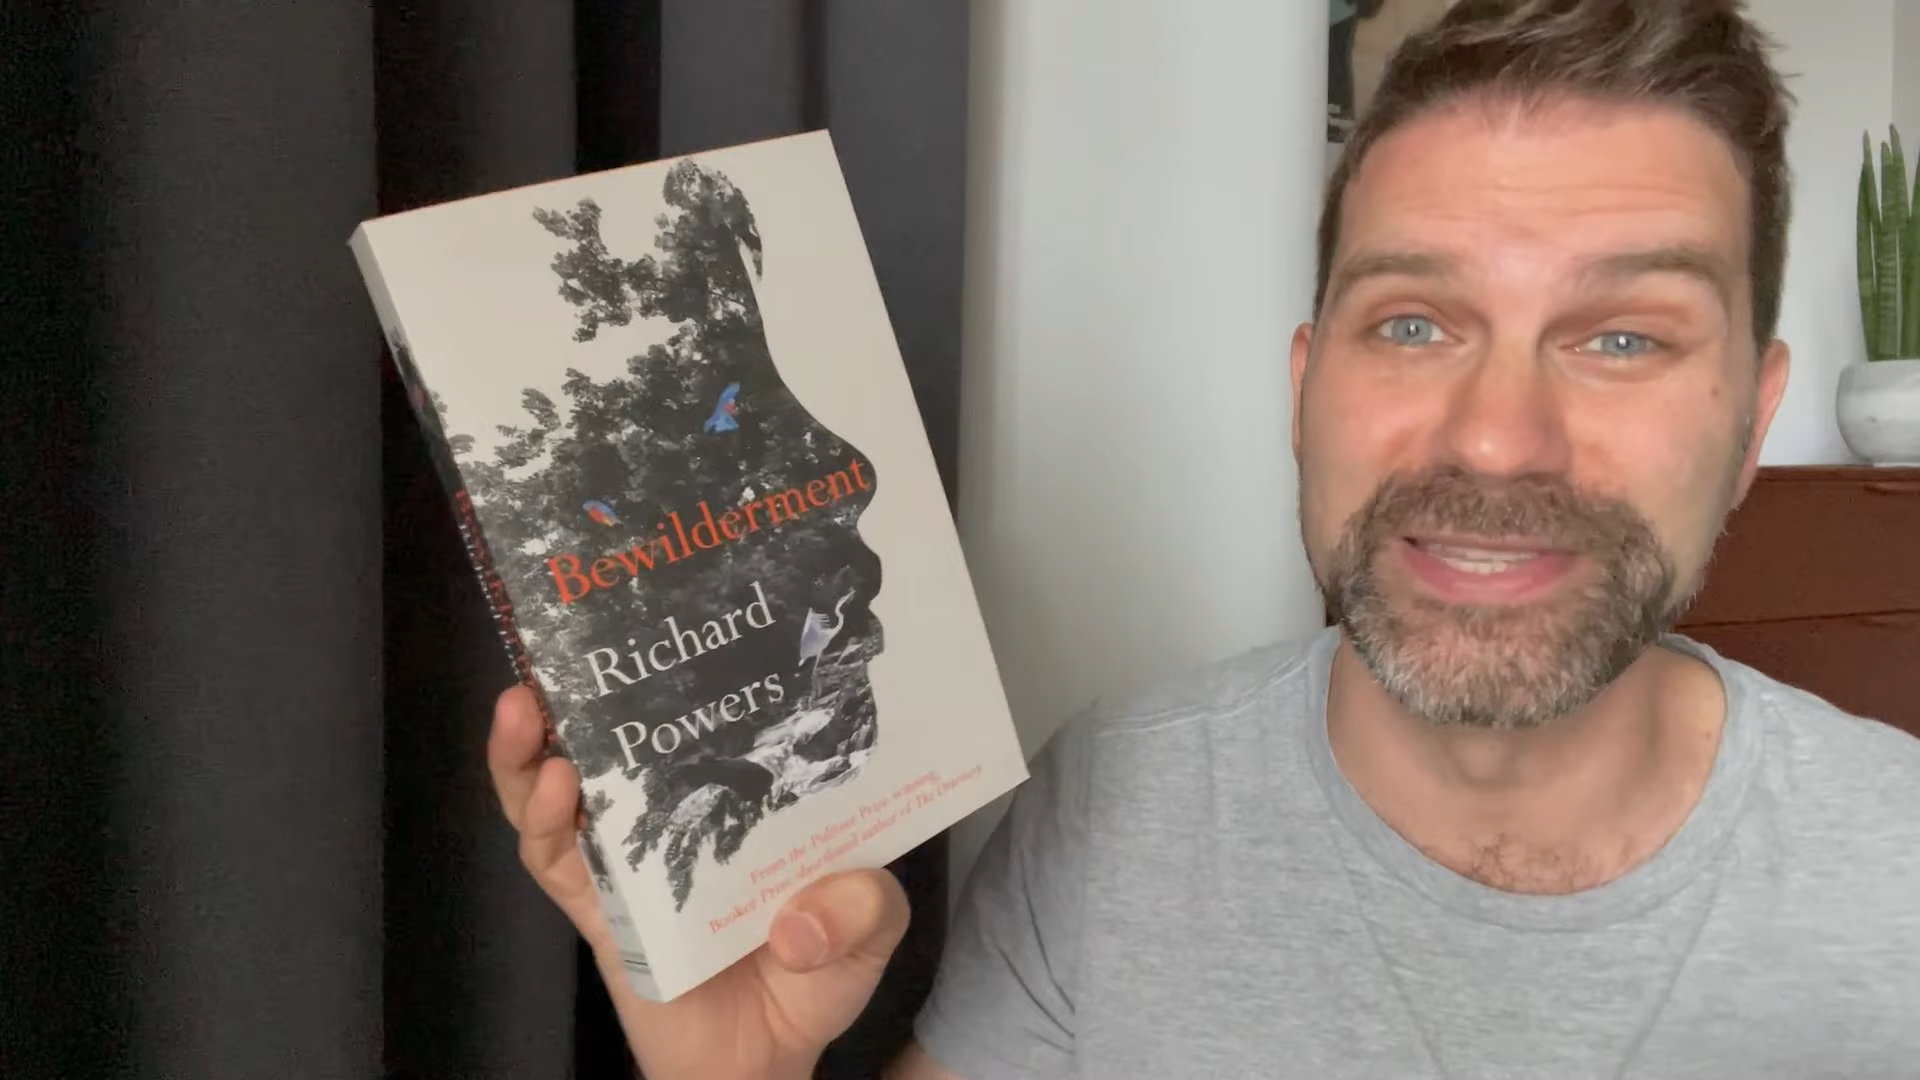 Bewilderment
Richard
Powers
From the Pulitzer Prize-winning,
Booker Prize-shortlisted author of The Overstory